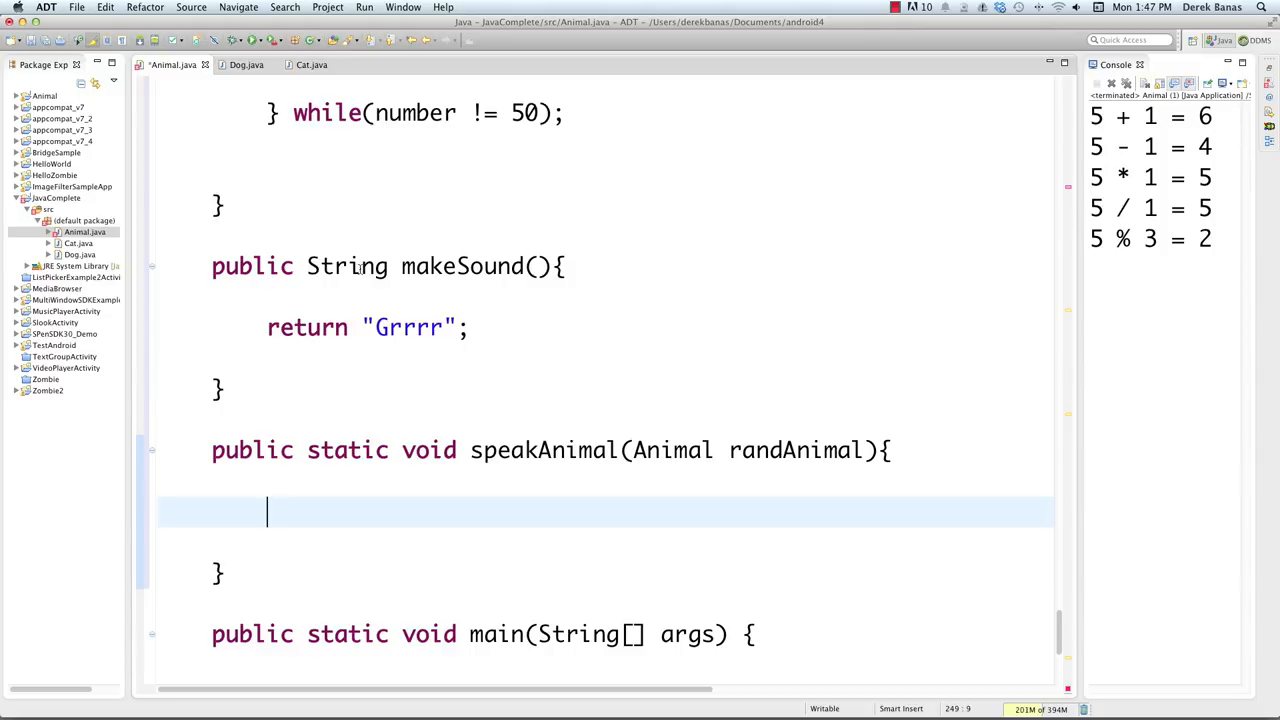 ADT File Edit Refactor Source Navigate Search Project Run Window Help
10
Mon 1:47 PM Derek Banas
Java - JavaComplete/src/Animal.java - ADT - /Users/derekbanas/Documents/android4
Quick Access
Java
DDMS
Package Exp
*Animal.java
Dog.java
Cat.java
Console
<terminated> Animal (1) [Java Application] /S
Animal
appcompat_v7
appcompat_v7_2
appcompat_v7_3
appcompat_v7_4
BridgeSample
HelloWorld
HelloZombie
ImageFilterSampleApp
JavaComplete
src
(default package)
Animal.java
Cat.java
Dog.java
JRE System Library [Ja
ListPickerExample2Activi
MediaBrowser
MultiWindowSDKExample
MusicPlayerActivity
SlookActivity
SPenSDK30_Demo
TestAndroid
TextGroupActivity
VideoPlayerActivity
Zombie
Zombie2
} while(number != 50);
}
public String makeSound(){
return "Grrrr";
}
public static void speakAnimal(Animal randAnimal){
}
public static void main(String[] args) {
5 + 1 = 6
5 - 1 = 4
5 * 1 = 5
5 / 1 = 5
5 % 3 = 2
Writable
Smart Insert
249 : 9
201M of 394M